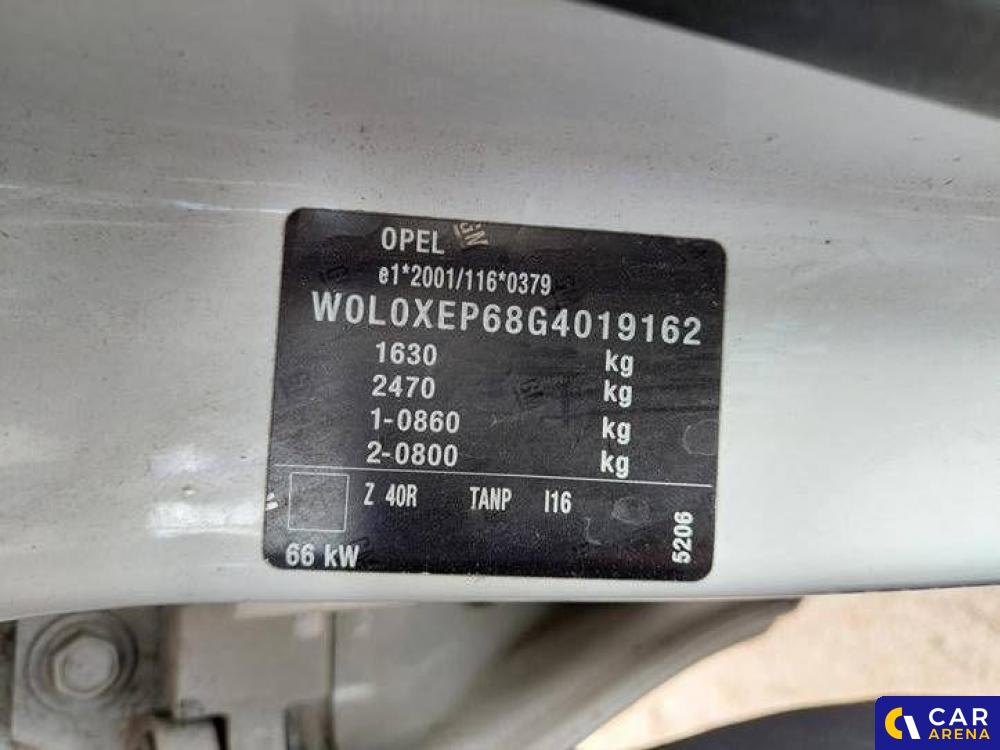 OPEL
e1*2001/116*0379
W0L0XEP68G4019162
1630 kg
2470 kg
1-0860 kg
2-0800 kg
Z 40R TANP I16
66 kW
5206
CAR
ARENA